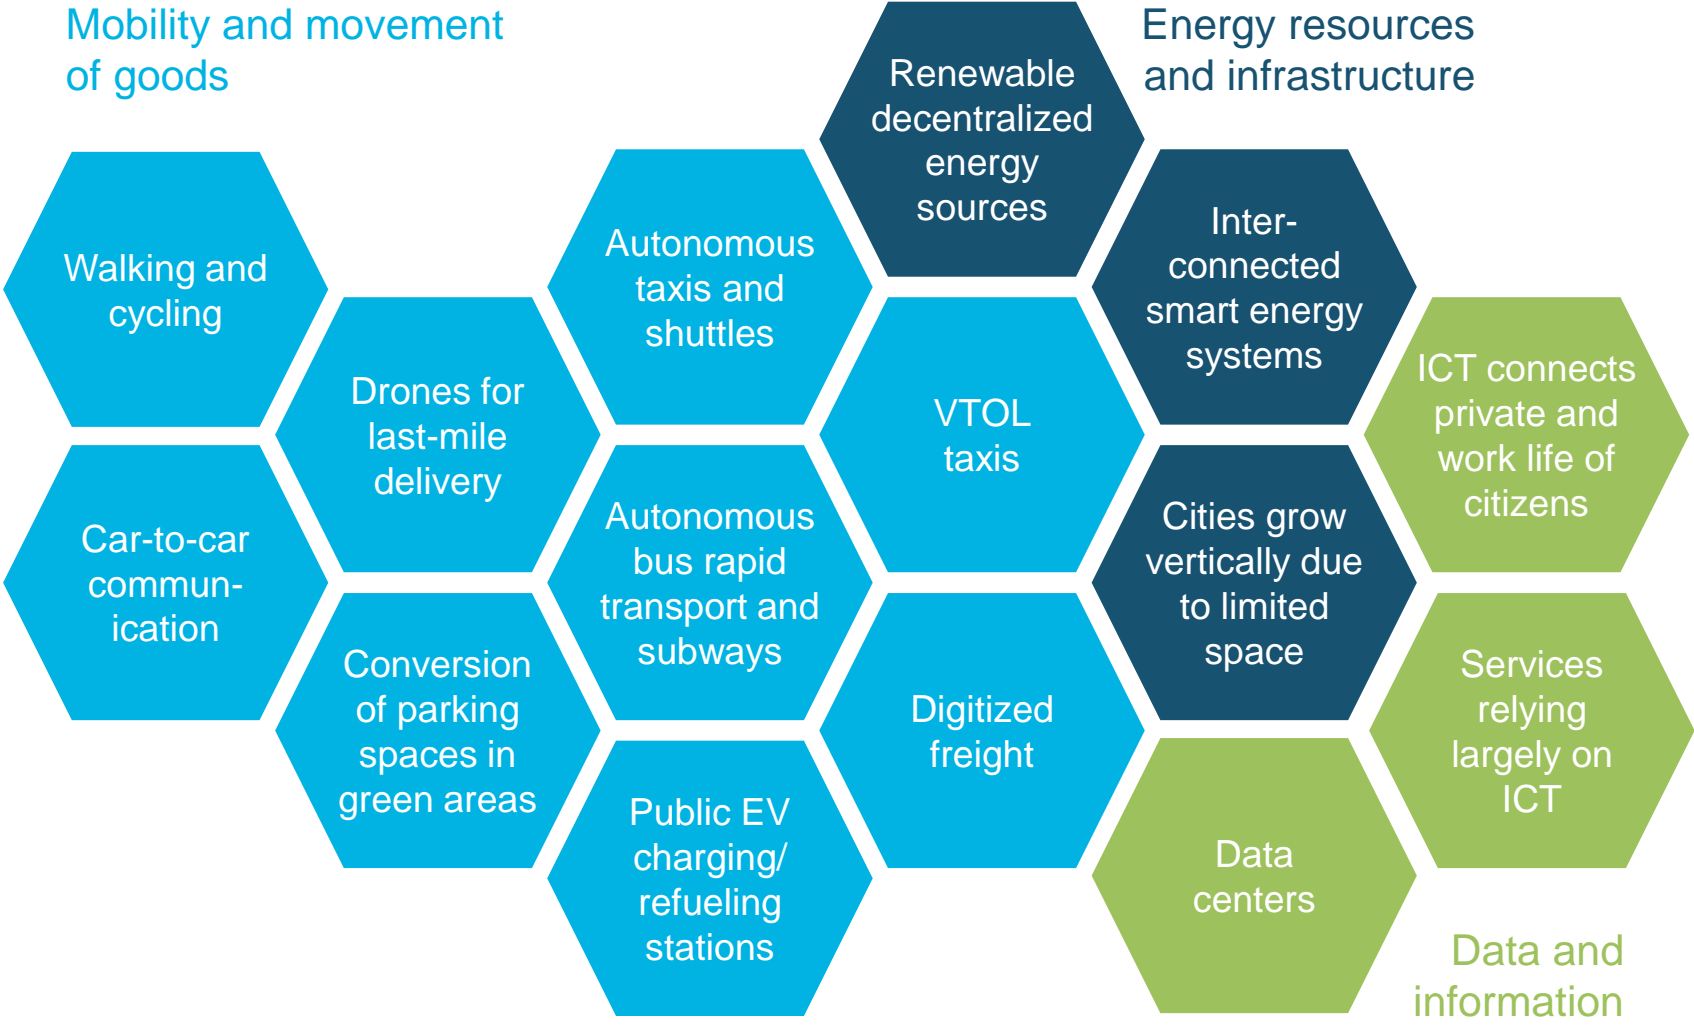 Mobility and movement
of goods
Energy resources
and infrastructure
Renewable
decentralized
energy
sources
Walking and
cycling
Autonomous
taxis and
shuttles
Inter-
connected
smart energy
systems
Drones for
last-mile
delivery
VTOL
taxis
ICT connects
private and
work life of
citizens
Car-to-car
commun-
ication
Autonomous
bus rapid
transport and
subways
Cities grow
vertically due
to limited
space
Conversion
of parking
spaces in
green areas
Digitized
freight
Services
relying
largely on
ICT
Public EV
charging/
refueling
stations
Data
centers
Data and
information